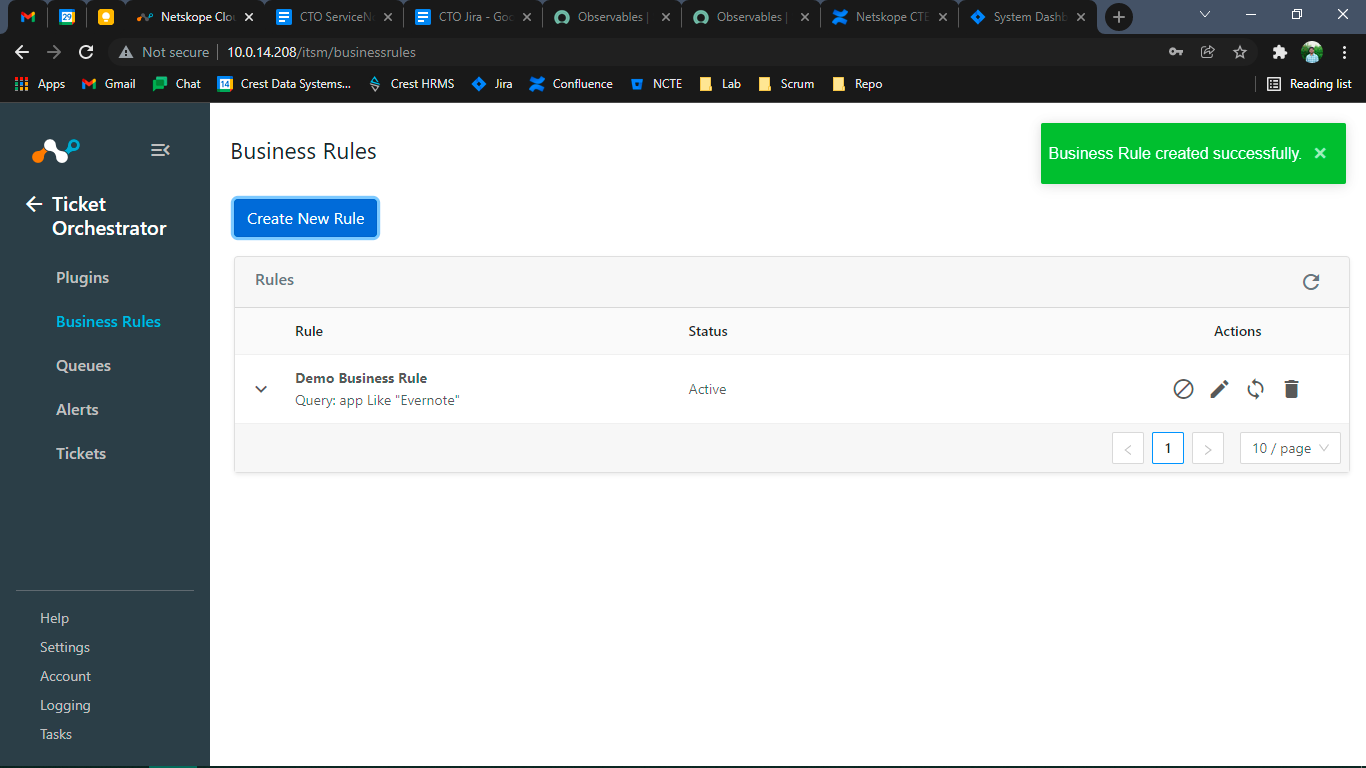 Netskope Clou
CTO ServiceN
CTO Jira - Goo
Observables |
Observables |
Netskope CTE
System Dashb
Not secure
10.0.14.208/itsm/businessrules
Apps
Gmail
Chat
14
Crest Data Systems...
Crest HRMS
Jira
Confluence
NCTE
Lab
Scrum
Repo
Reading list
Ticket
Orchestrator
Plugins
Business Rules
Queues
Alerts
Tickets
Help
Settings
Account
Logging
Tasks
Business Rules
Business Rule created successfully.
Create New Rule
Rules
Rule Status Actions
Demo Business Rule
Query: app Like "Evernote"
Active
< 1 > 10 / page